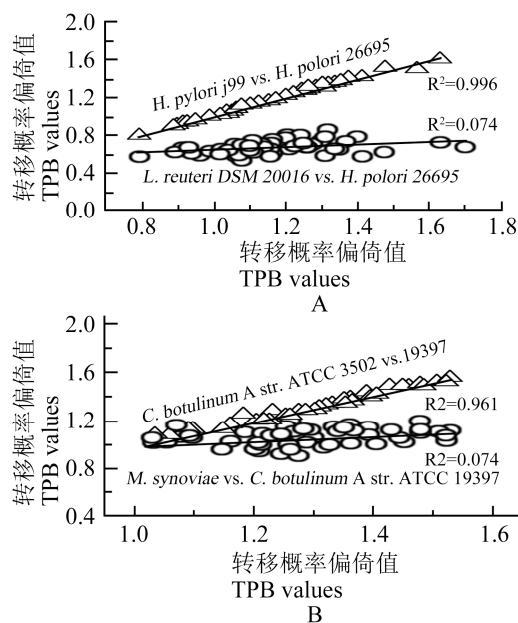 转移概率偏倚值
TPB values
2.0
1.6
1.2
0.8
0.4
0.0
H. pylori j99 vs. H. polori 26695
R²=0.996
R²=0.074
L. reuteri DSM 20016 vs. H. polori 26695
0.8 1.0 1.2 1.4 1.6 1.8
转移概率偏倚值
TPB values
A
转移概率偏倚值
TPB values
2.0
1.6
1.2
0.8
0.4
C. botulinum A str. ATCC 3502 vs.19397
R2=0.961
R2=0.074
M. synoviae vs. C. botulinum A str. ATCC 19397
1.0 1.2 1.4 1.6
转移概率偏倚值
TPB values
B